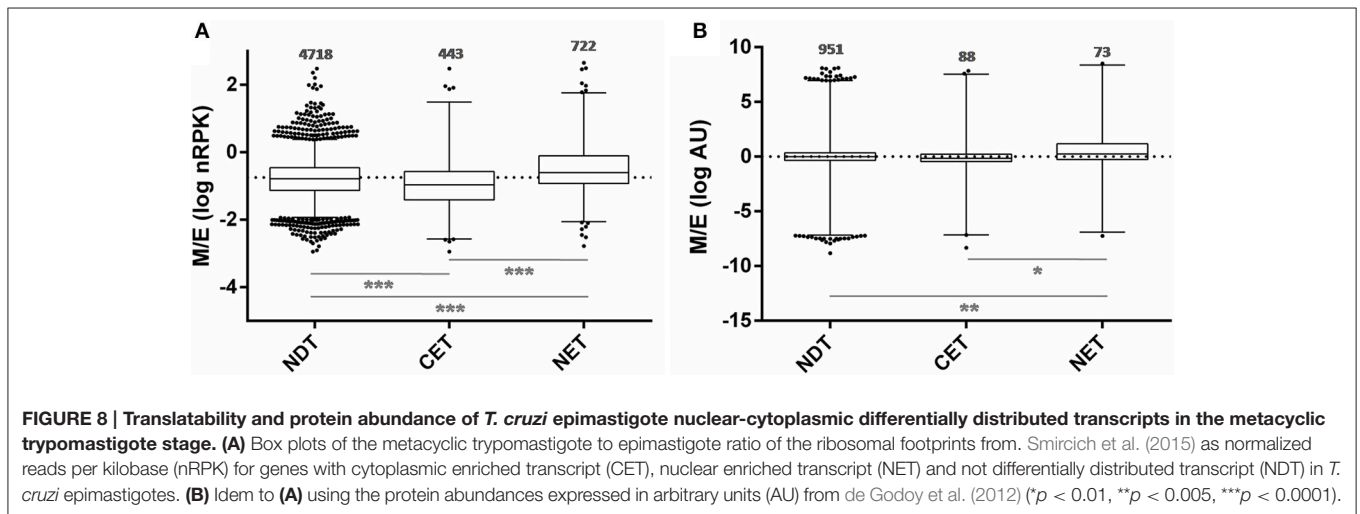 A
4718
443
722
2
0
-2
-4
M/E (log nRPK)
***
***
***
NDT
CET
NET
B
951
88
73
10
5
0
-5
-10
-15
M/E (log AU)
*
**
NDT
CET
NET
FIGURE 8 | Translatability and protein abundance of T. cruzi epimastigote nuclear-cytoplasmic differentially distributed transcripts in the metacyclic
trypomastigote stage. (A) Box plots of the metacyclic trypomastigote to epimastigote ratio of the ribosomal footprints from. Smircich et al. (2015) as normalized
reads per kilobase (nRPK) for genes with cytoplasmic enriched transcript (CET), nuclear enriched transcript (NET) and not differentially distributed transcript (NDT) in T.
cruzi epimastigotes. (B) Idem to (A) using the protein abundances expressed in arbitrary units (AU) from de Godoy et al. (2012) (*p < 0.01, **p < 0.005, ***p < 0.0001).